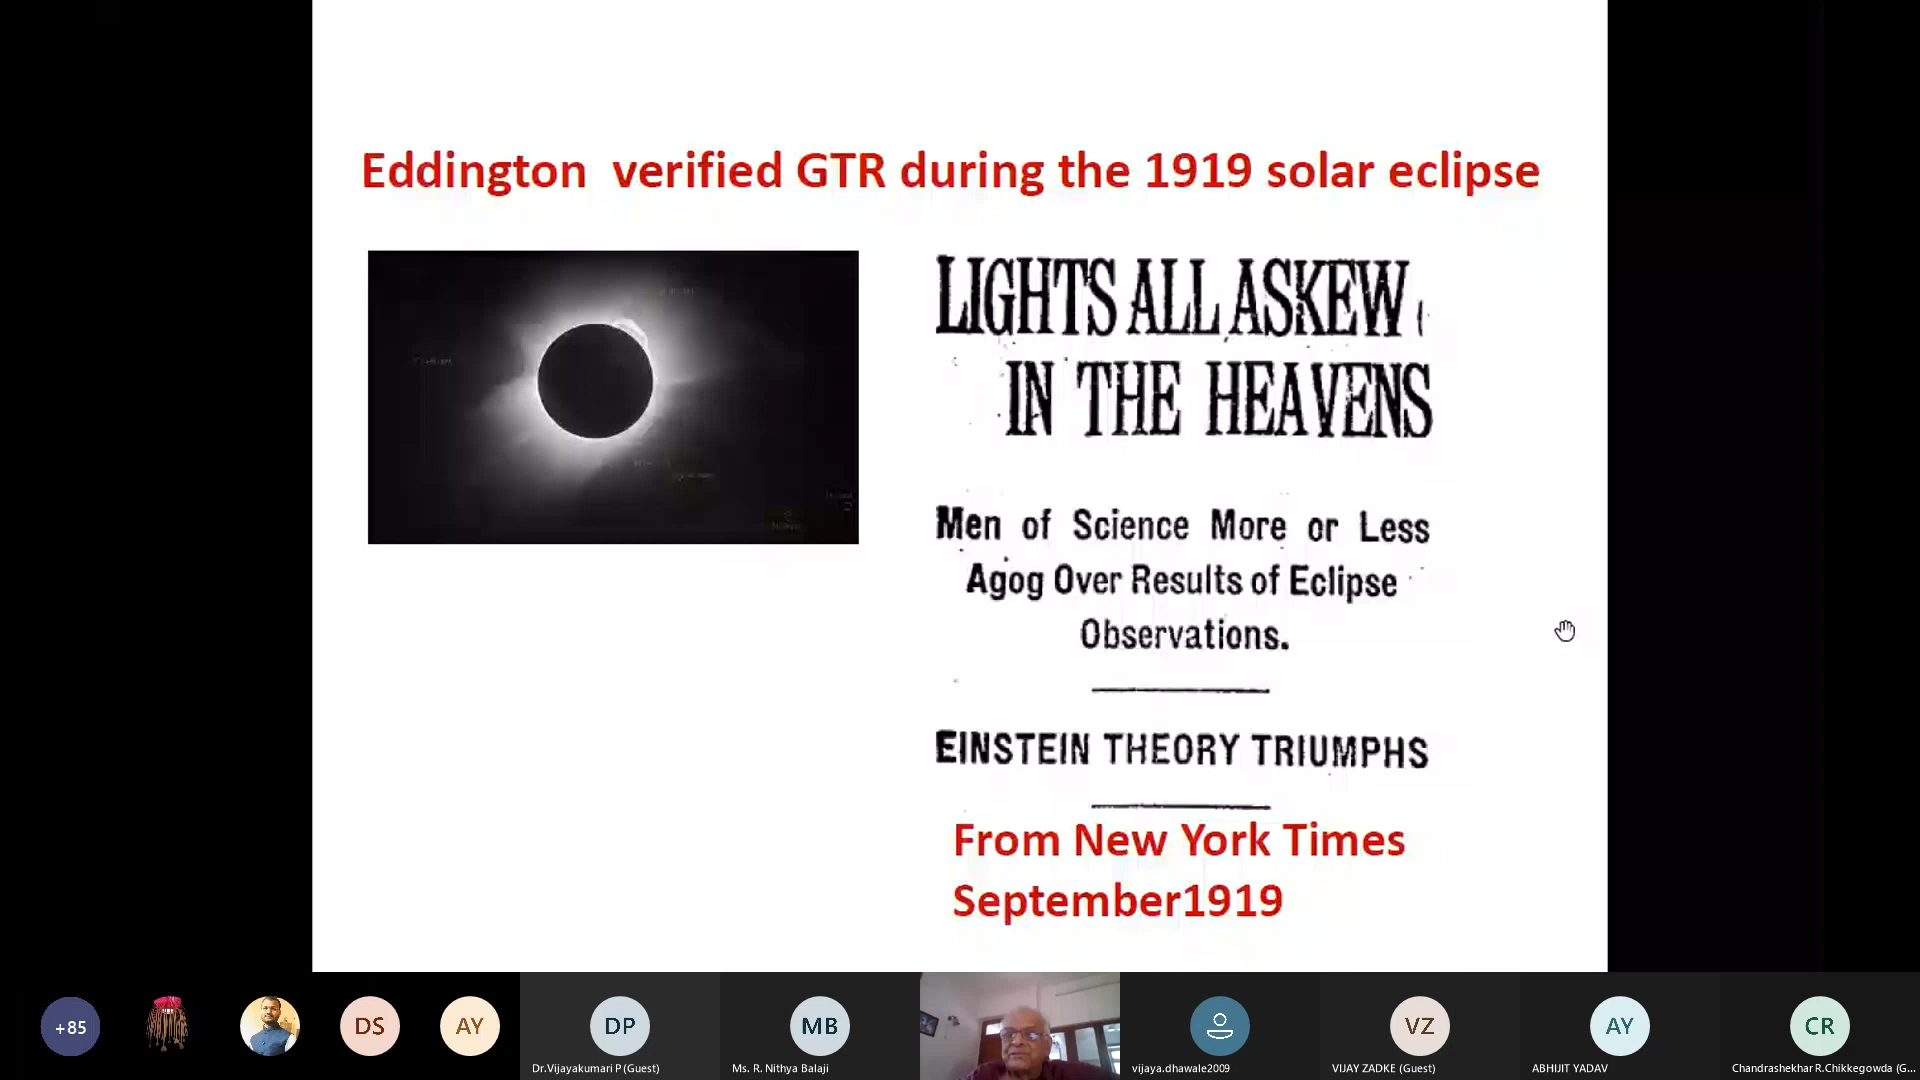 Eddington verified GTR during the 1919 solar eclipse
LIGHTS ALL ASKEW
IN THE HEAVENS
Men of Science More or Less
Agog Over Results of Eclipse
Observations.
EINSTEIN THEORY TRIUMPHS
From New York Times
September1919
+85
DS
AY
DP
MB
VZ
AY
CR
Dr.Vijayakumari P (Guest)
Ms. R. Nithya Balaji
vijaya.dhawale2009
VIJAY ZADKE (Guest)
ABHIJIT YADAV
Chandrashekhar R.Chikkegowda (G...